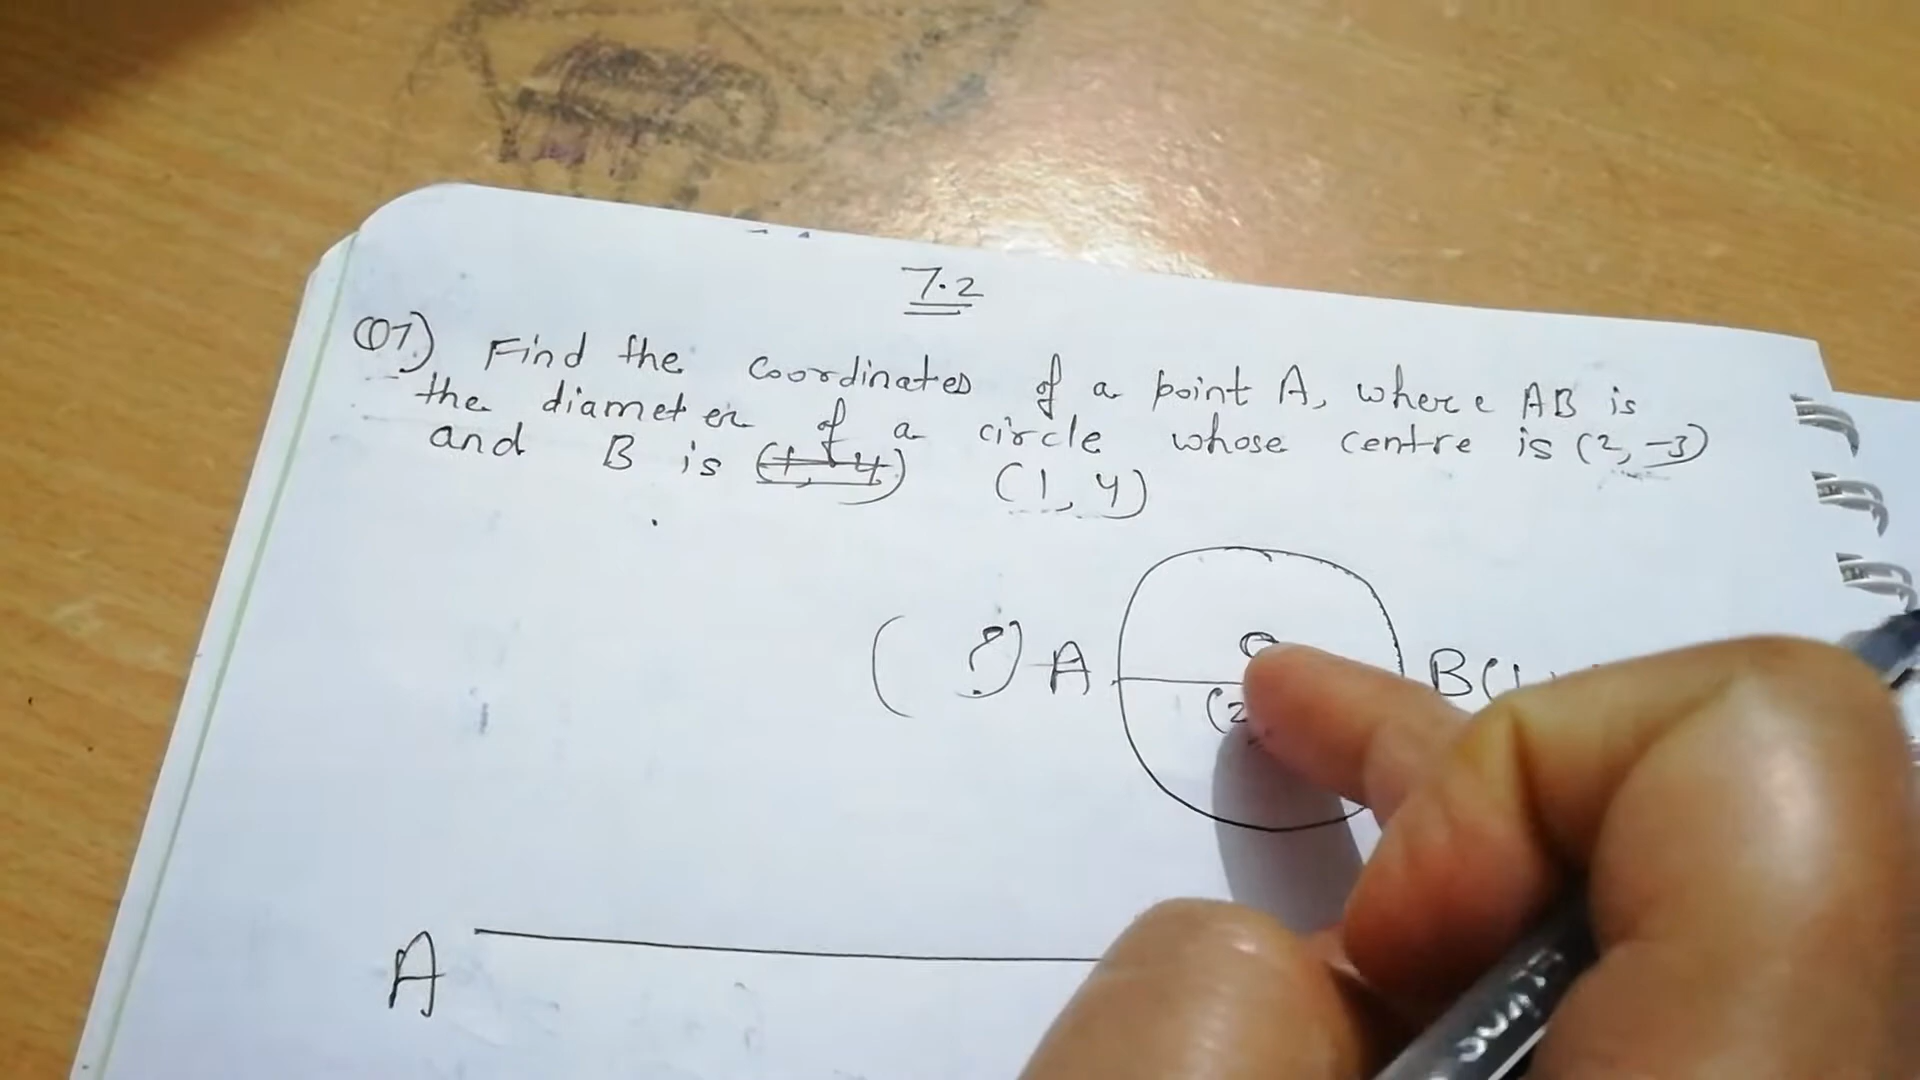 7.2
Q7) Find the coordinates of a point A, where AB is
the diameter of a circle whose centre is (2, -3)
and B is (1, 4) (1, 4)
( ?) A O B(1,
(2
A